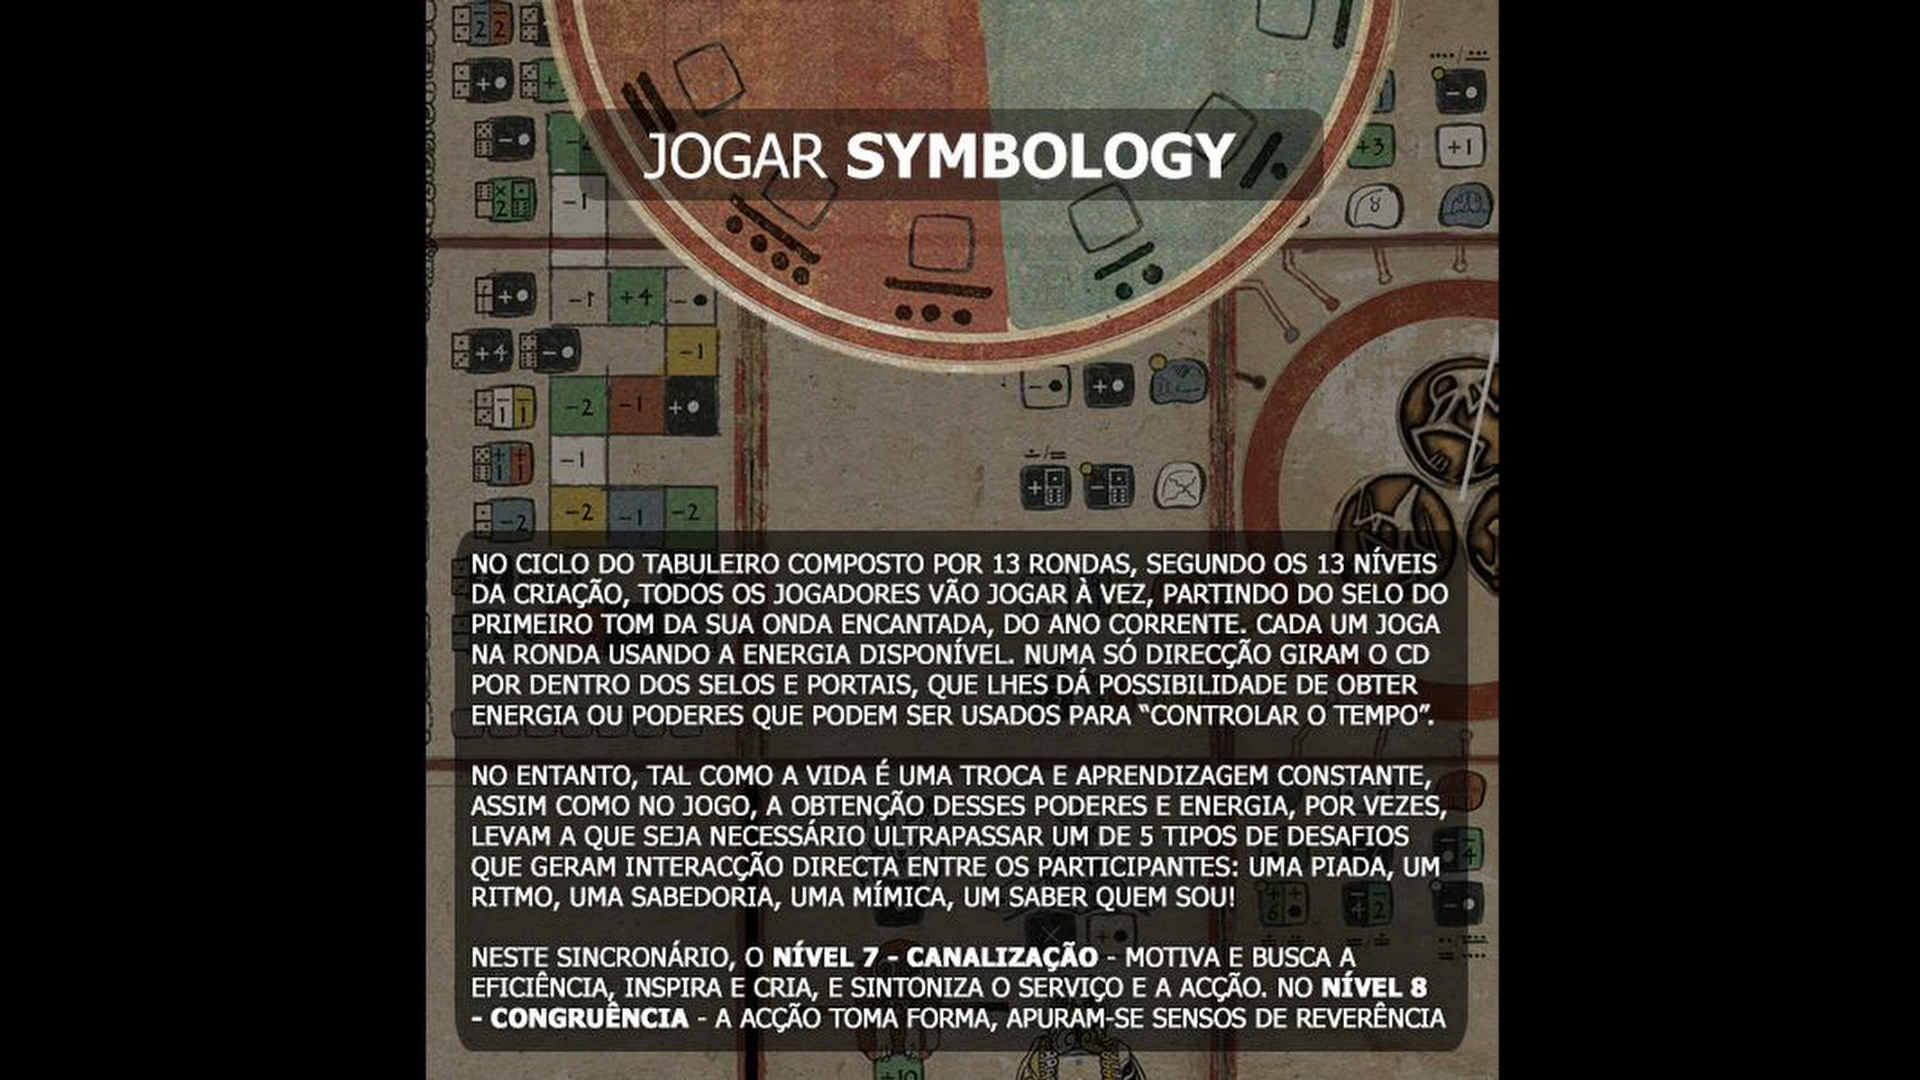 JOGAR SYMBOLOGY
NO CICLO DO TABULEIRO COMPOSTO POR 13 RONDAS, SEGUNDO OS 13 NÍVEIS
DA CRIAÇÃO, TODOS OS JOGADORES VÃO JOGAR À VEZ, PARTINDO DO SELO DO
PRIMEIRO TOM DA SUA ONDA ENCANTADA, DO ANO CORRENTE. CADA UM JOGA
NA RONDA USANDO A ENERGIA DISPONÍVEL. NUMA SÓ DIRECÇÃO GIRAM O CD
POR DENTRO DOS SELOS E PORTAIS, QUE LHES DÁ POSSIBILIDADE DE OBTER
ENERGIA OU PODERES QUE PODEM SER USADOS PARA “CONTROLAR O TEMPO”.
NO ENTANTO, TAL COMO A VIDA É UMA TROCA E APRENDIZAGEM CONSTANTE,
ASSIM COMO NO JOGO, A OBTENÇÃO DESSES PODERES E ENERGIA, POR VEZES,
LEVAM A QUE SEJA NECESSÁRIO ULTRAPASSAR UM DE 5 TIPOS DE DESAFIOS
QUE GERAM INTERACÇÃO DIRECTA ENTRE OS PARTICIPANTES: UMA PIADA, UM
RITMO, UMA SABEDORIA, UMA MÍMICA, UM SABER QUEM SOU!
NESTE SINCRONÁRIO, O NÍVEL 7 - CANALIZAÇÃO - MOTIVA E BUSCA A
EFICIÊNCIA, INSPIRA E CRIA, E SINTONIZA O SERVIÇO E A ACÇÃO. NO NÍVEL 8
- CONGRUÊNCIA - A ACÇÃO TOMA FORMA, APURAM-SE SENSOS DE REVERÊNCIA